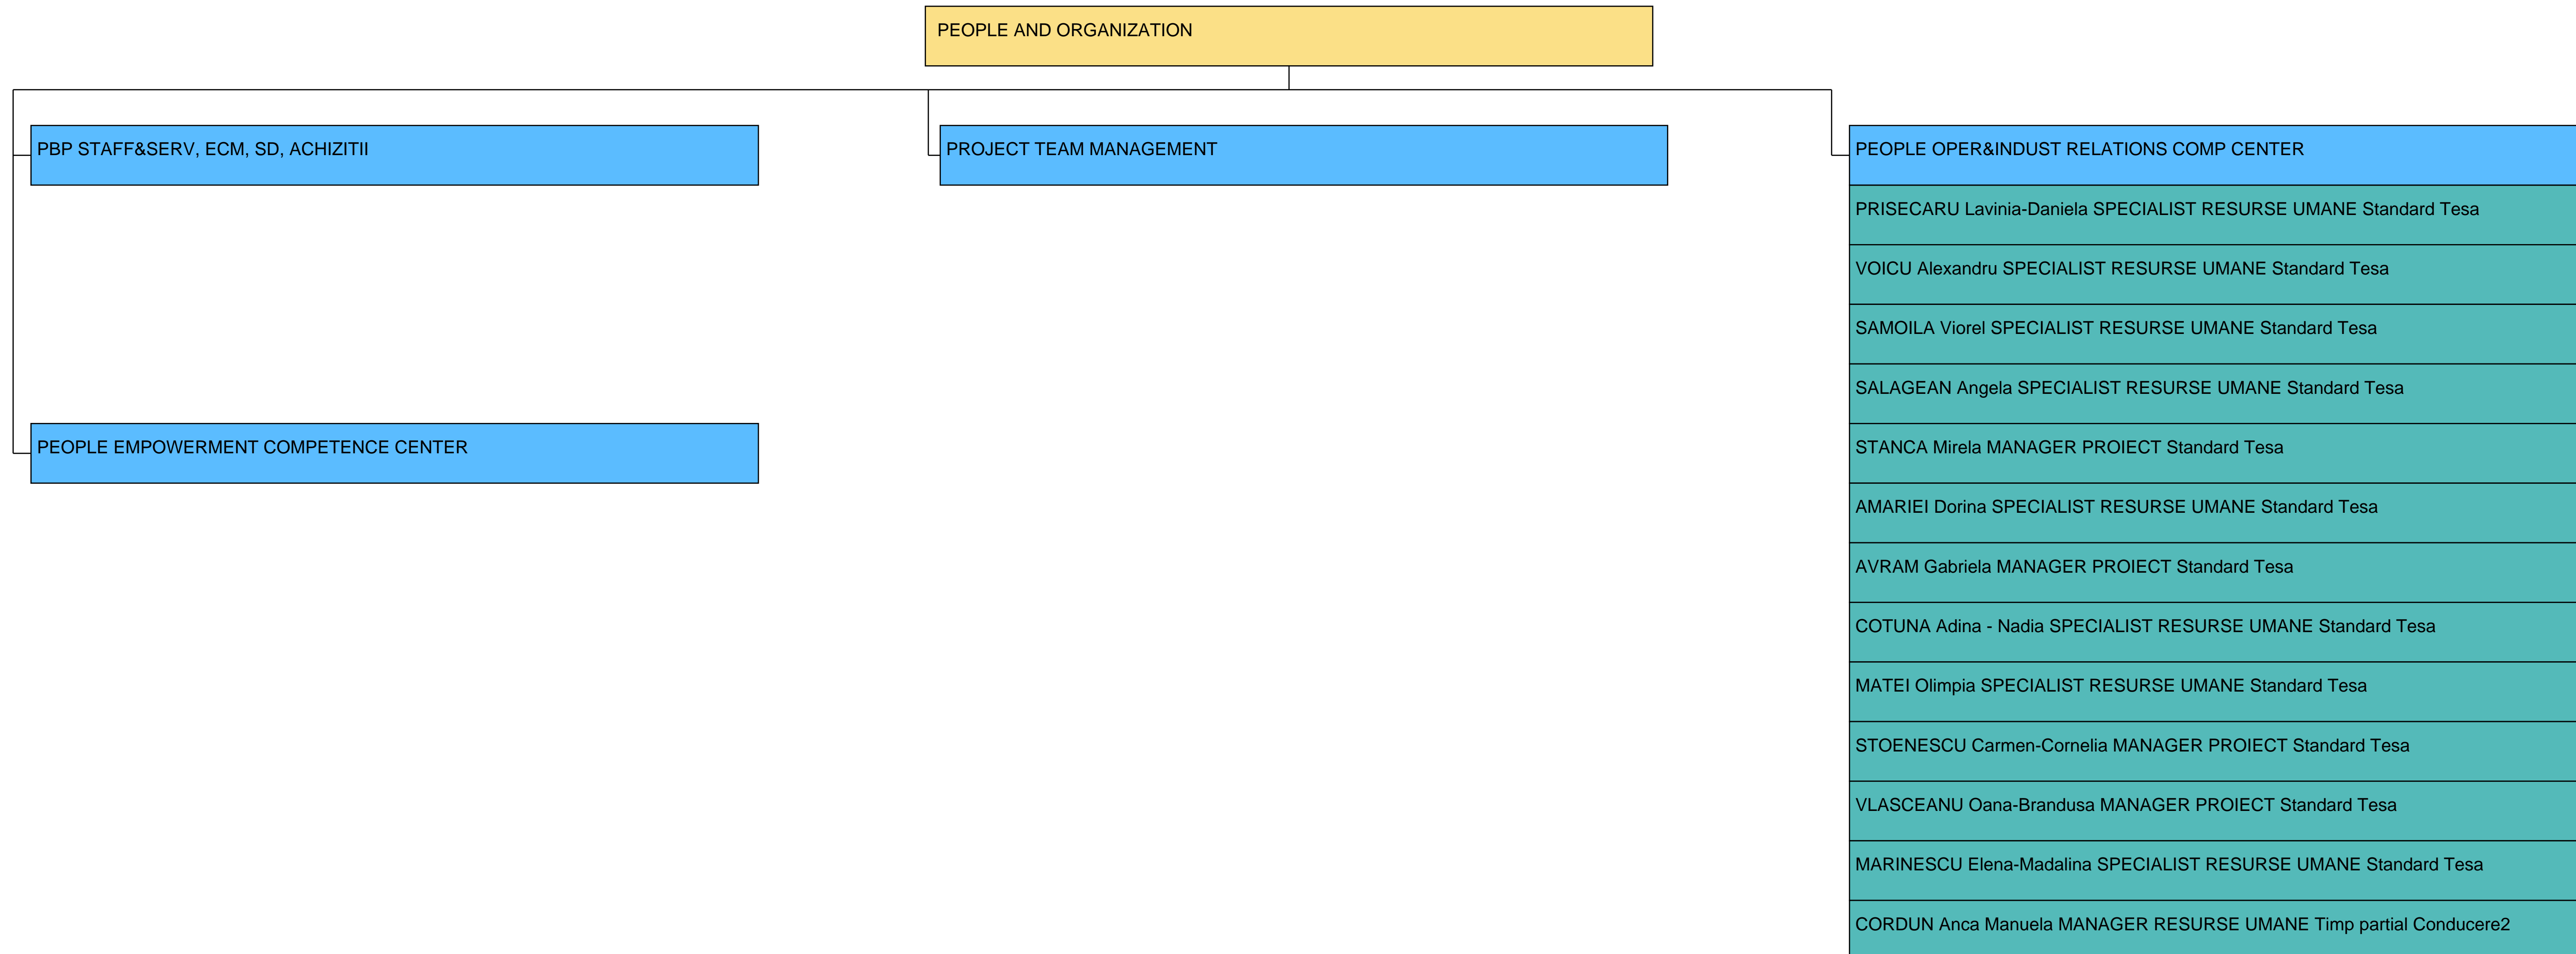 PEOPLE AND ORGANIZATION
PBP STAFF&SERV, ECM, SD, ACHIZITII
PROJECT TEAM MANAGEMENT
PEOPLE OPER&INDUST RELATIONS COMP CENTER
PRISECARU Lavinia-Daniela SPECIALIST RESURSE UMANE Standard Tesa
VOICU Alexandru SPECIALIST RESURSE UMANE Standard Tesa
SAMOILA Viorel SPECIALIST RESURSE UMANE Standard Tesa
SALAGEAN Angela SPECIALIST RESURSE UMANE Standard Tesa
PEOPLE EMPOWERMENT COMPETENCE CENTER
STANCA Mirela MANAGER PROIECT Standard Tesa
AMARIEI Dorina SPECIALIST RESURSE UMANE Standard Tesa
AVRAM Gabriela MANAGER PROIECT Standard Tesa
COTUNA Adina - Nadia SPECIALIST RESURSE UMANE Standard Tesa
MATEI Olimpia SPECIALIST RESURSE UMANE Standard Tesa
STOENESCU Carmen-Cornelia MANAGER PROIECT Standard Tesa
VLASCEANU Oana-Brandusa MANAGER PROIECT Standard Tesa
MARINESCU Elena-Madalina SPECIALIST RESURSE UMANE Standard Tesa
CORDUN Anca Manuela MANAGER RESURSE UMANE Timp partial Conducere2